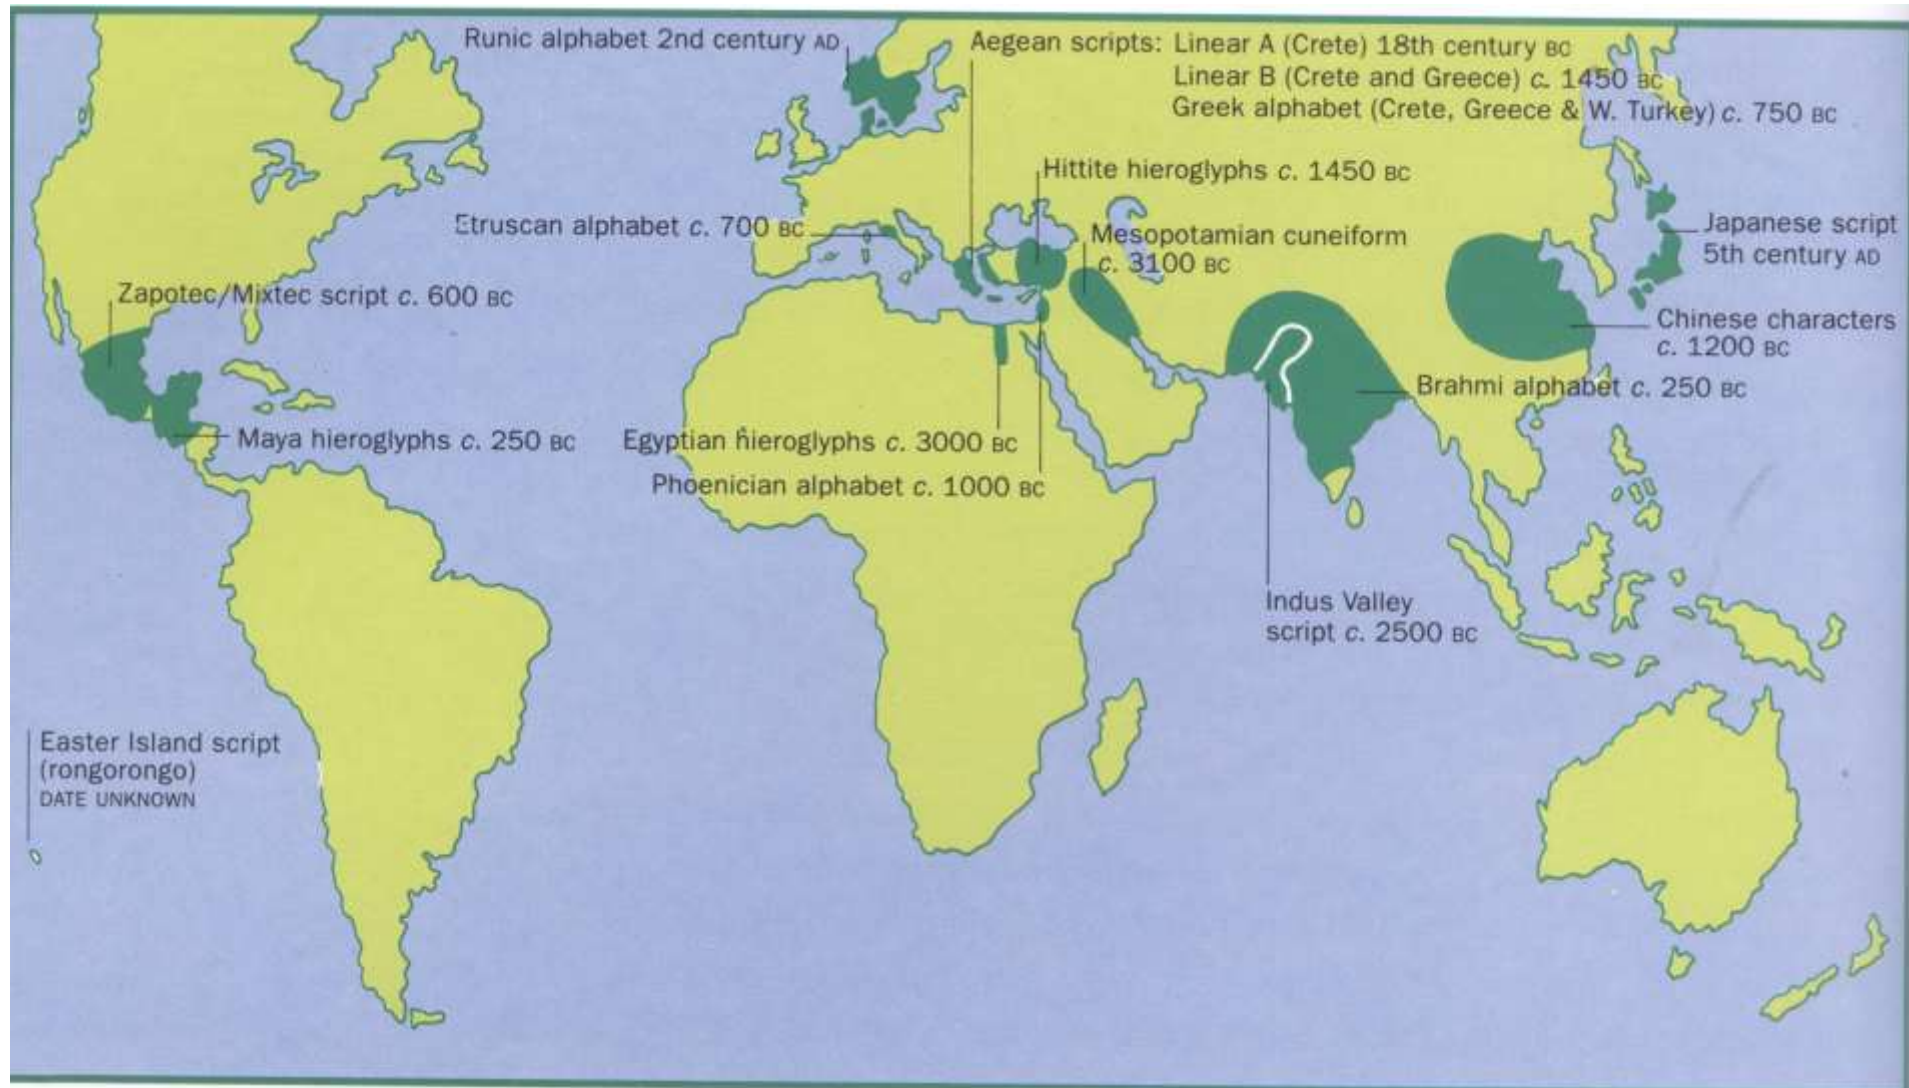 Runic alphabet 2nd century AD
Aegean scripts: Linear A (Crete) 18th century BC
Linear B (Crete and Greece) c. 1450 BC
Greek alphabet (Crete, Greece & W. Turkey) c. 750 BC
Hittite hieroglyphs c. 1450 BC
Etruscan alphabet c. 700 BC
Mesopotamian cuneiform
c. 3100 BC
Japanese script
5th century AD
Zapotec/Mixtec script c. 600 BC
Chinese characters
c. 1200 BC
Brahmi alphabet c. 250 BC
Maya hieroglyphs c. 250 BC
Egyptian hieroglyphs c. 3000 BC
Phoenician alphabet c. 1000 BC
Indus Valley
script c. 2500 BC
Easter Island script
(rongorongo)
DATE UNKNOWN